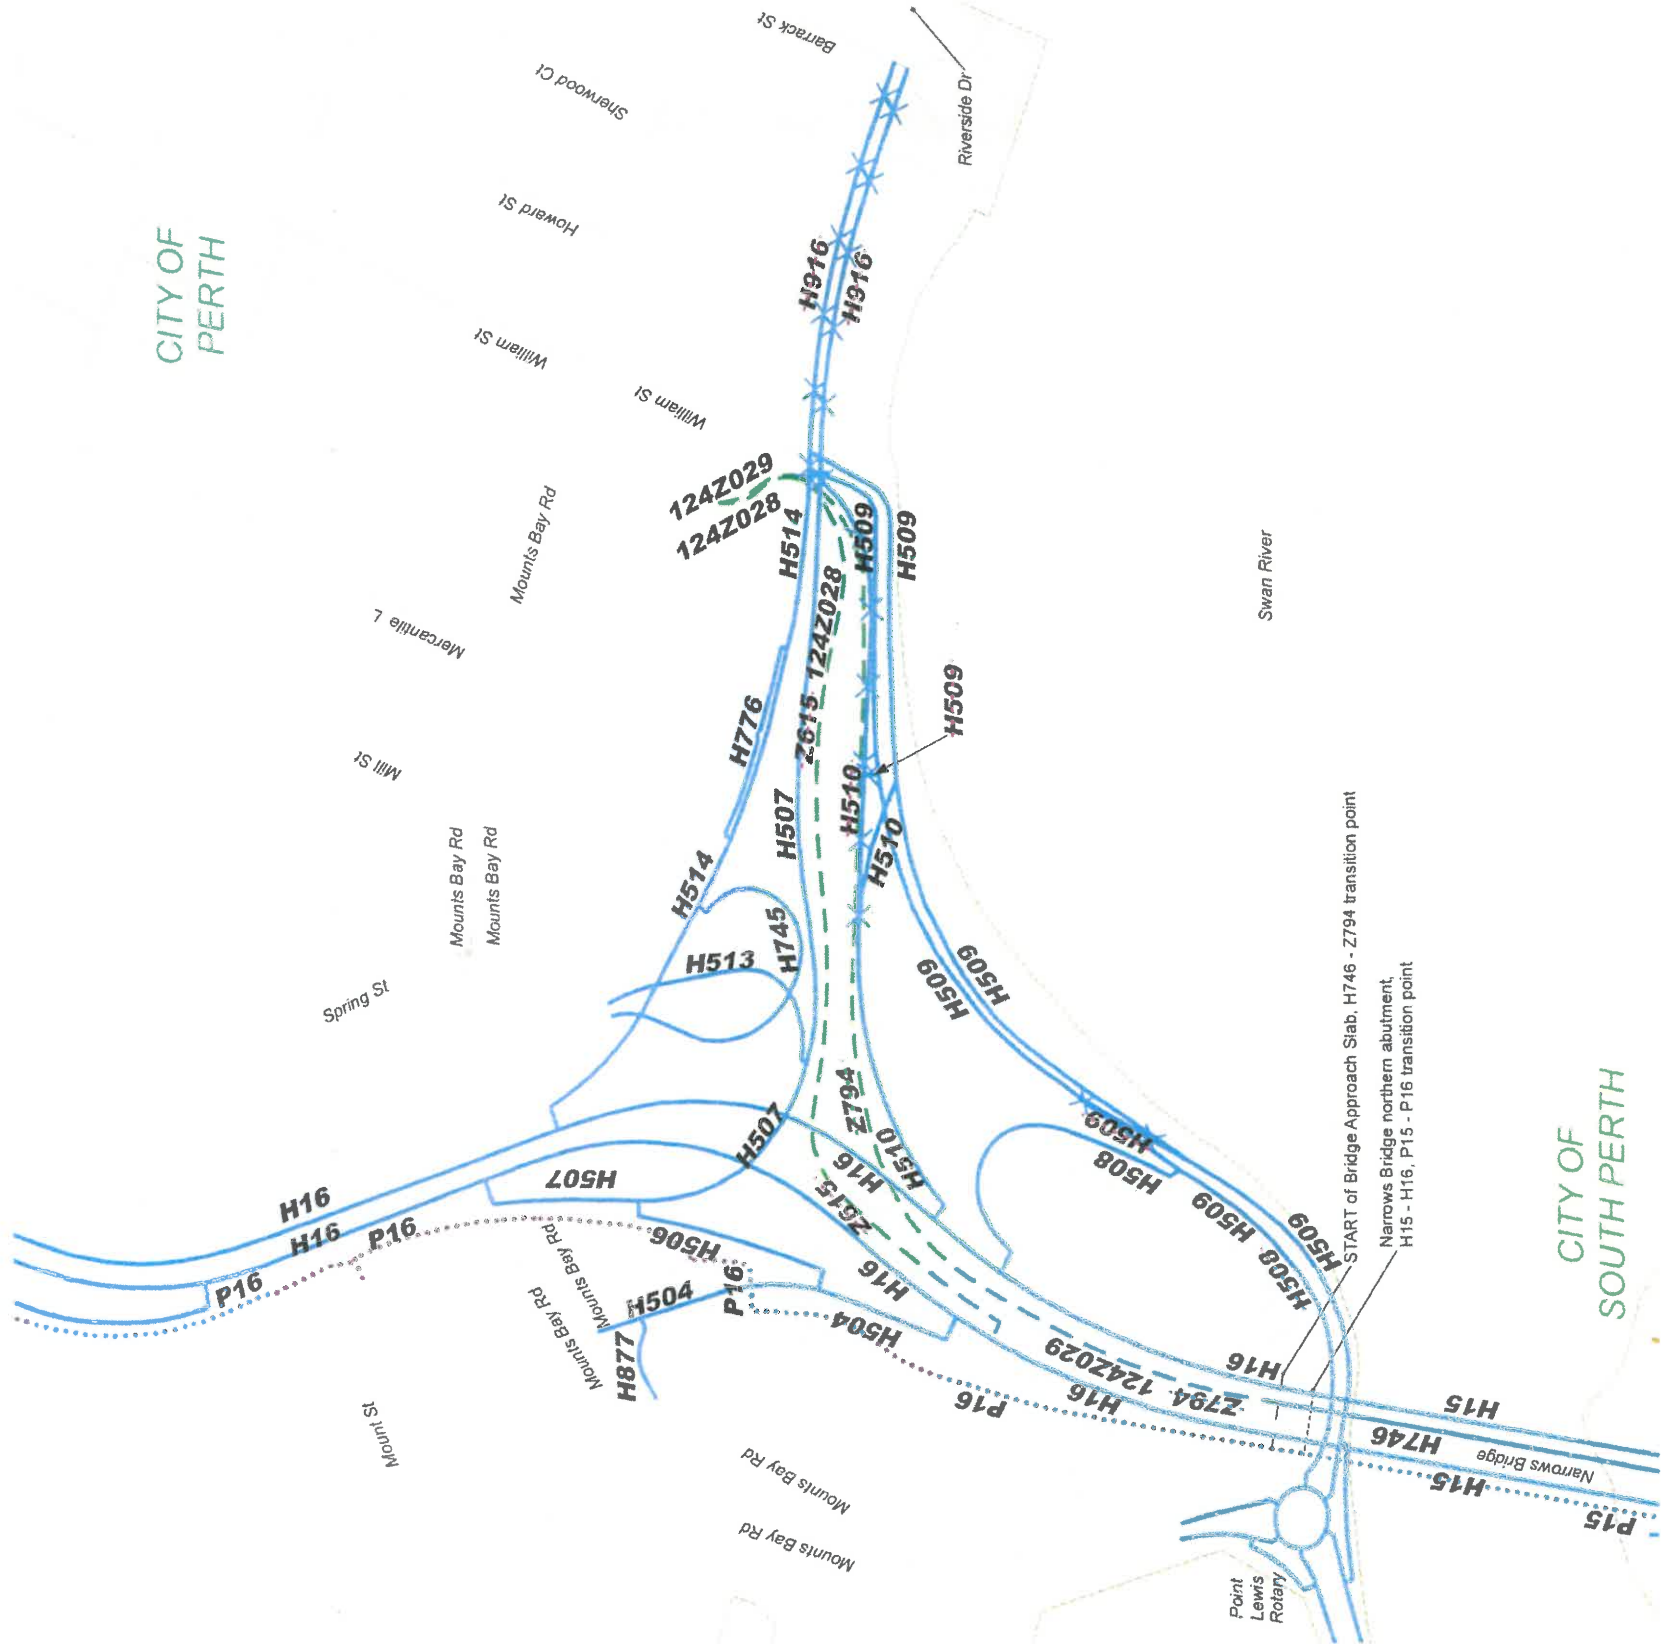 Barrack St
Sherwood Ct
Riverside Dr
Howard St
CITY OF
PERTH
H916
H916
William St
William St
124Z029
124Z028
Mounts Bay Rd
H514
H509
H509
Mercantile L
Swan River
124Z028
Z615
H776
H509
Mill St
H510
H507
H510
Mounts Bay Rd
Mounts Bay Rd
H514
H745
H513
H509
H509
Spring St
START of Bridge Approach Slab, H746 - Z794 transition point
Narrows Bridge northern abutment,
H15 - H16, P15 - P16 transition point
Z794
H507
H510
H509
H508
CITY OF
SOUTH PERTH
H16
H507
H16
Z615
H509
H509
H508
H16
P16
H506
Mounts Bay Rd
Mounts Bay Rd
P16
P16
H504
H16
H504
Mounts Bay Rd
Mounts Bay Rd
H877
124Z029
H16
Z794
H16
P16
H15
H746
Narrows Bridge
H15
P15
Mount St
Mounts Bay Rd
Mounts Bay Rd
Point
Lewis
Rotary